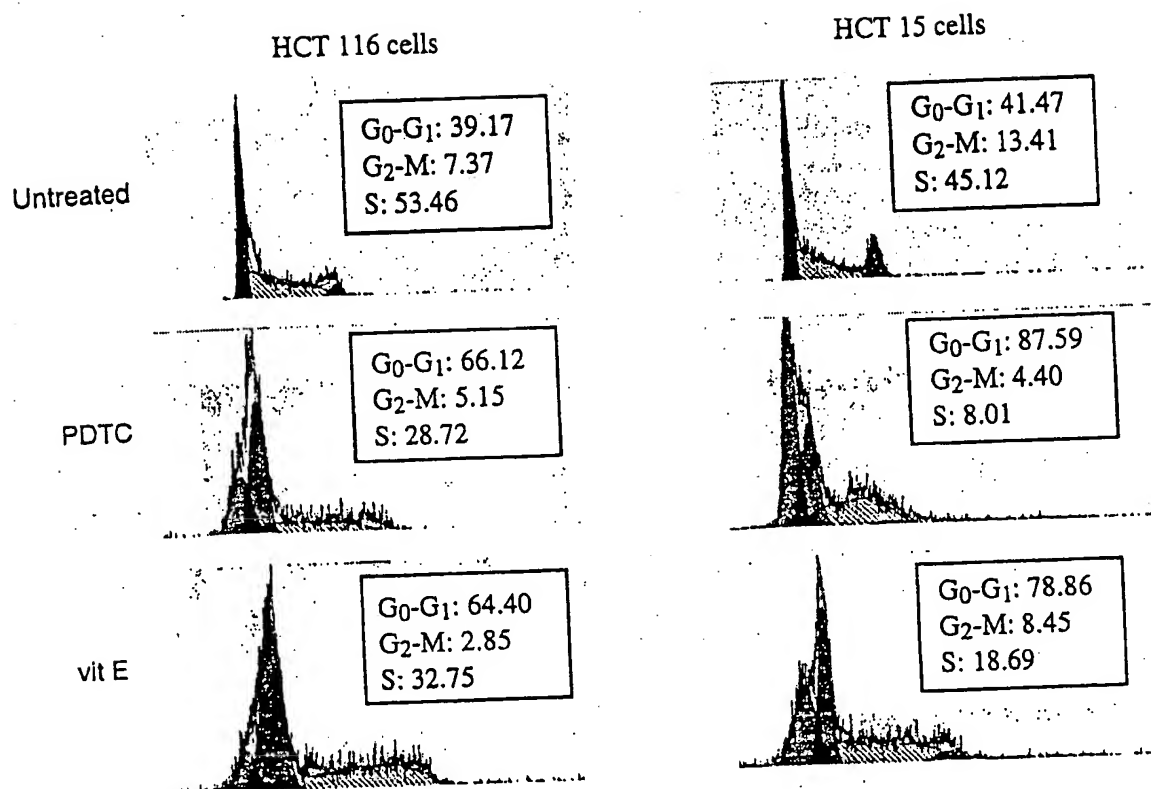 HCT 116 cells
HCT 15 cells
Untreated
G0-G1: 39.17
G2-M: 7.37
S: 53.46
G0-G1: 41.47
G2-M: 13.41
S: 45.12
PDTC
G0-G1: 66.12
G2-M: 5.15
S: 28.72
G0-G1: 87.59
G2-M: 4.40
S: 8.01
vit E
G0-G1: 64.40
G2-M: 2.85
S: 32.75
G0-G1: 78.86
G2-M: 8.45
S: 18.69